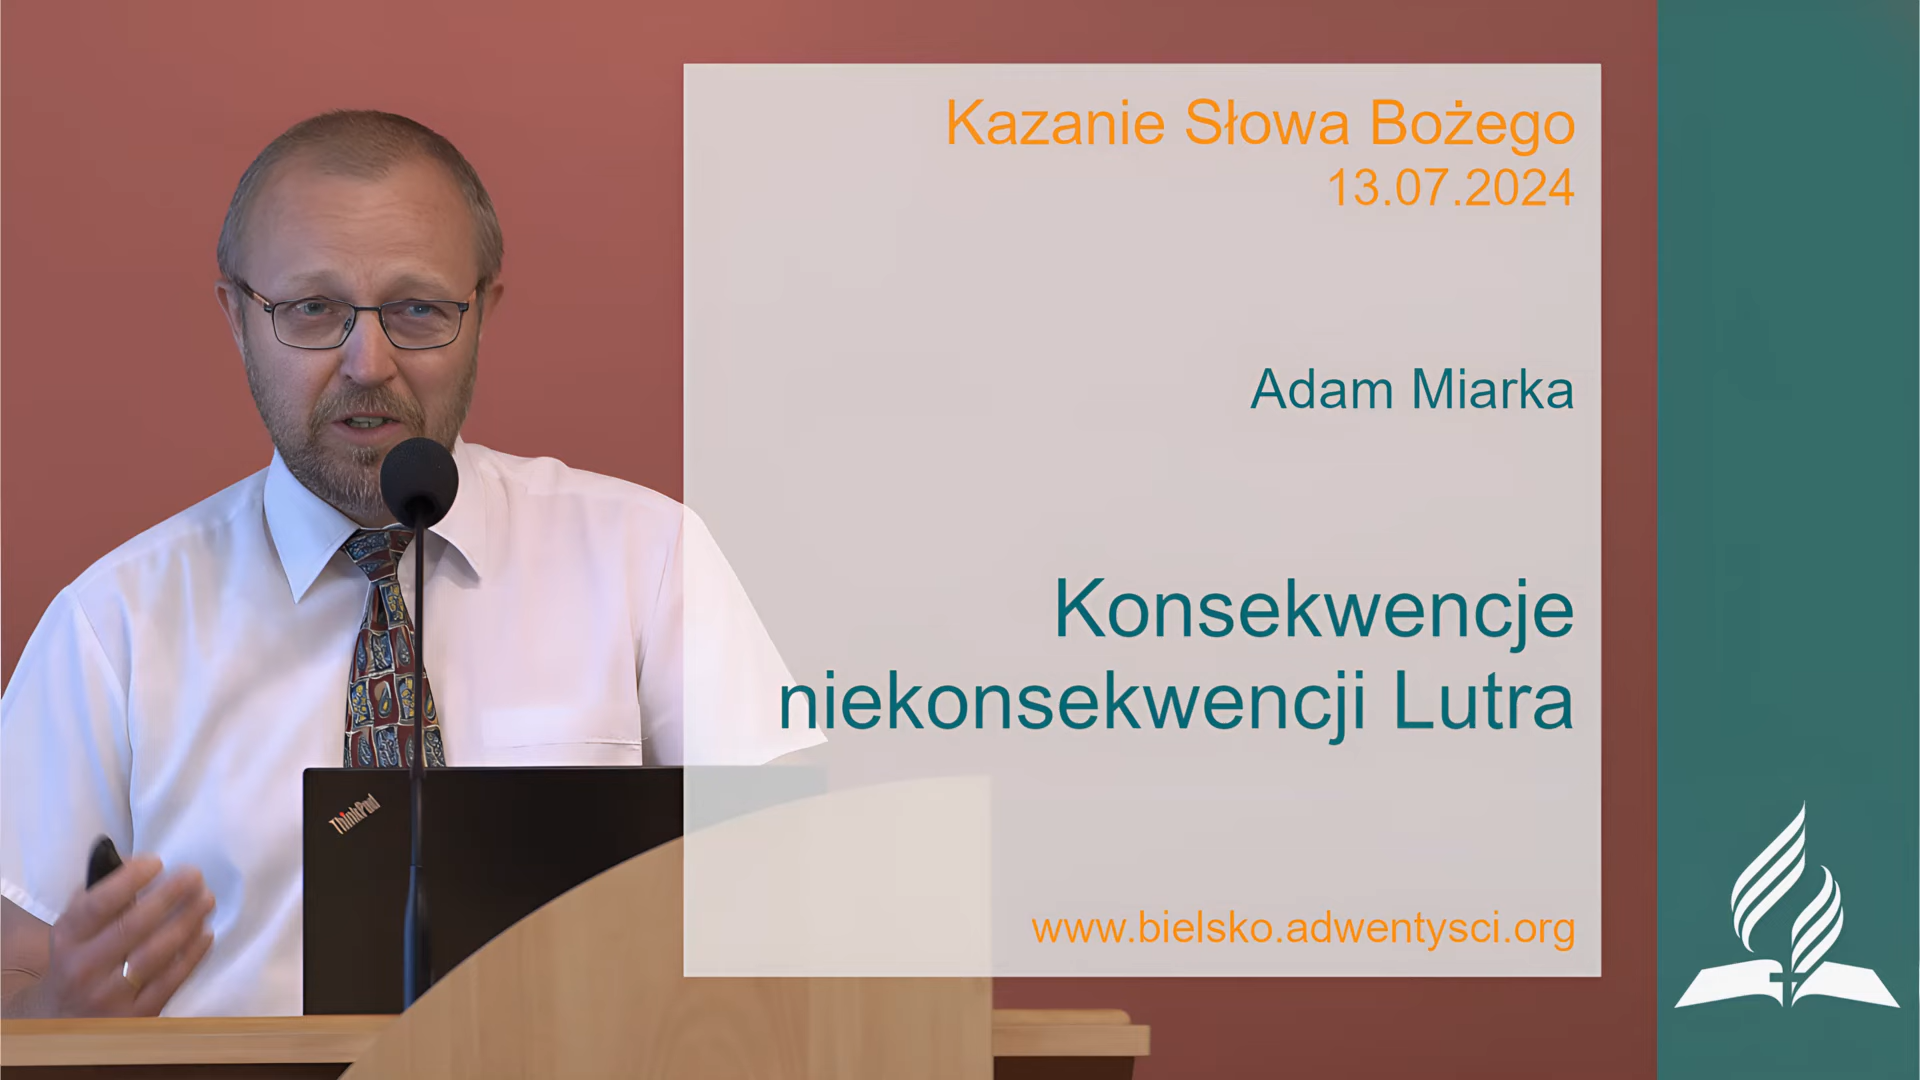 Kazanie Słowa Bożego
13.07.2024
Adam Miarka
Konsekwencje
niekonsekwencji Lutra
www.bielsko.adwentysci.org
ThinkPad